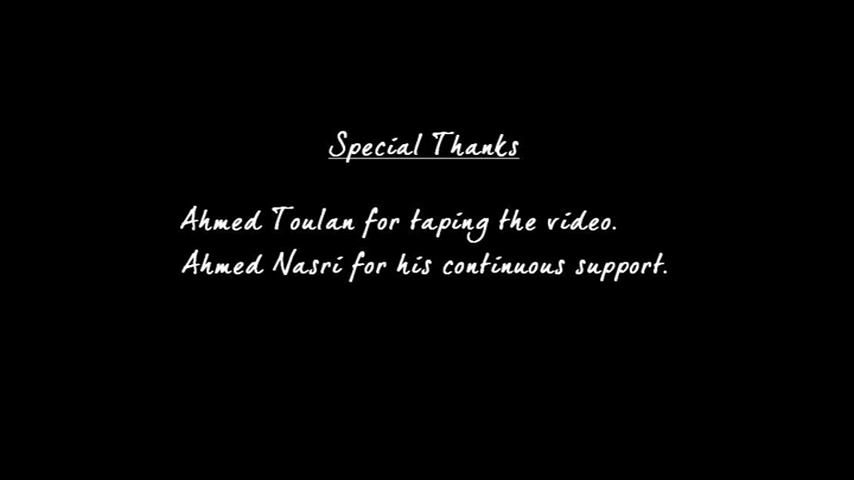 Special Thanks
Ahmed Toulan for taping the video.
Ahmed Nasri for his continuous support.